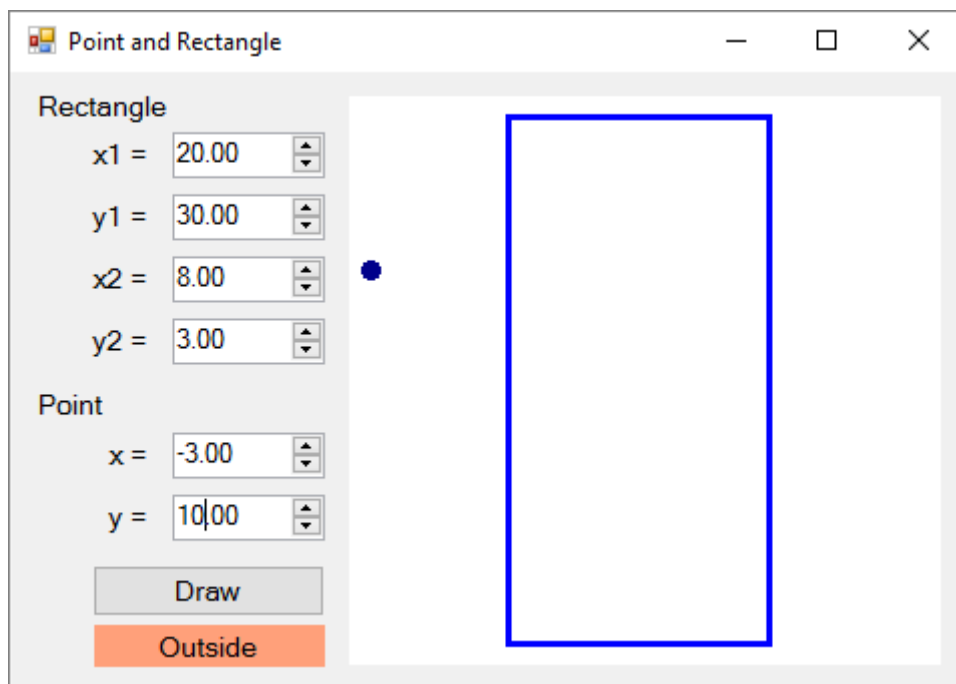 Point and Rectangle
Rectangle
x1 = 20.00
y1 = 30.00
x2 = 8.00
y2 = 3.00
Point
x = -3.00
y = 10.00
Draw
Outside